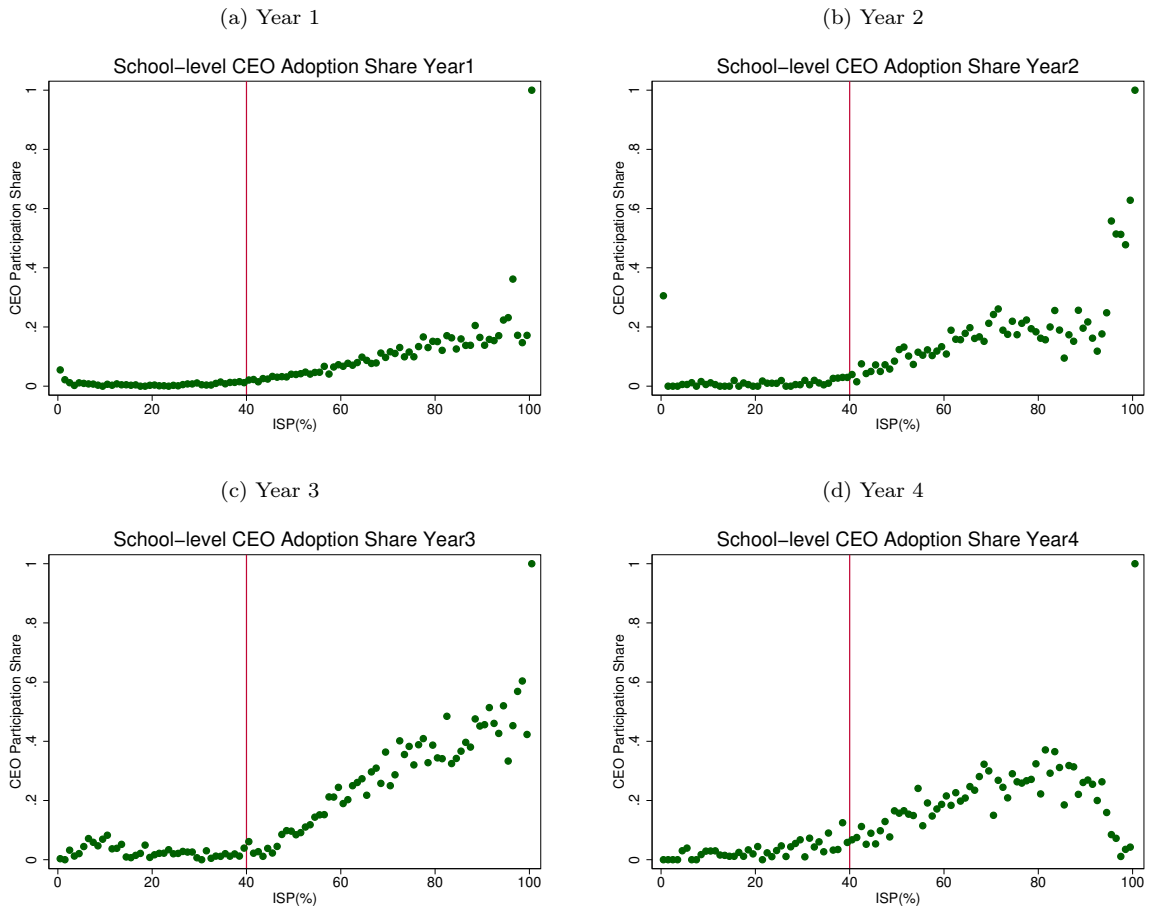 (a) Year 1
School−level CEO Adoption Share Year1
CEO Participation Share
1
.8
.6
.4
.2
0
0 20 40 60 80 100
ISP(%)
(b) Year 2
School−level CEO Adoption Share Year2
CEO Participation Share
1
.8
.6
.4
.2
0
0 20 40 60 80 100
ISP(%)
(c) Year 3
School−level CEO Adoption Share Year3
CEO Participation Share
1
.8
.6
.4
.2
0
0 20 40 60 80 100
ISP(%)
(d) Year 4
School−level CEO Adoption Share Year4
CEO Participation Share
1
.8
.6
.4
.2
0
0 20 40 60 80 100
ISP(%)